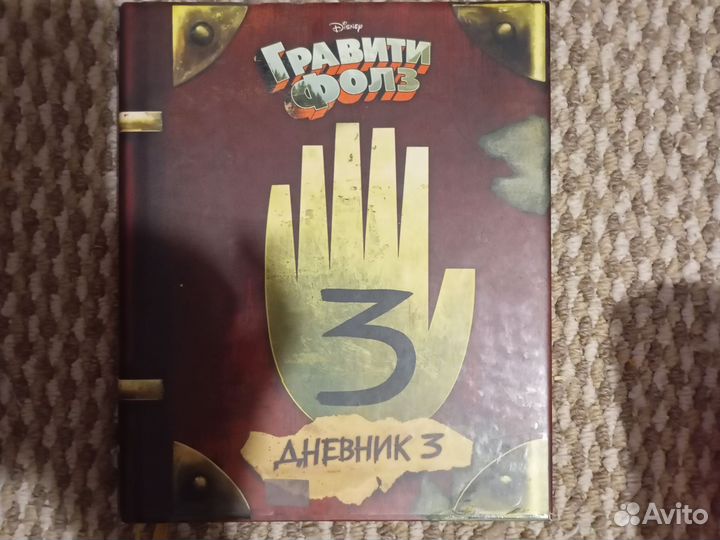 Disney
ГРАВИТИ
ФОЛЗ
3
ДНЕВНИК 3
Avito